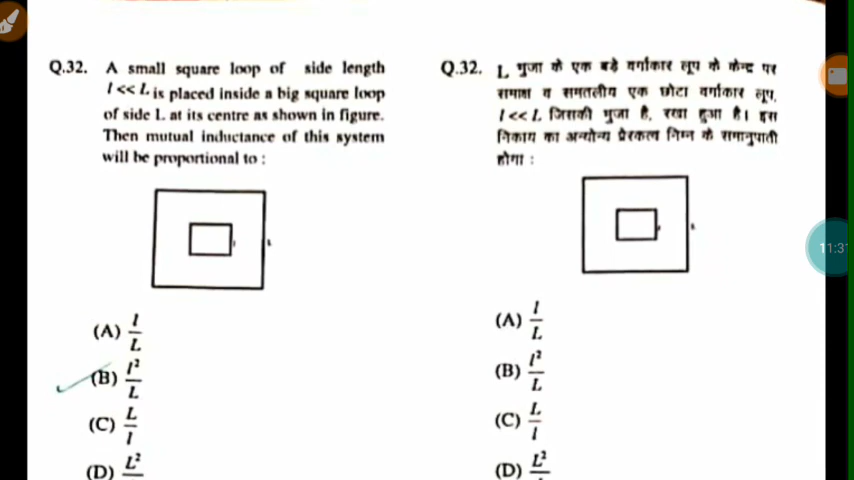 Q.32. A small square loop of side length
l << L is placed inside a big square loop
of side L at its centre as shown in figure.
Then mutual inductance of this system
will be proportional to :
(A) l/L
(B) l²/L
(C) L/l
(D) L²
Q.32. L भुजा के एक बड़े वर्गाकार लूप के केन्द्र पर
समाक्ष व समतलीय एक छोटा वर्गाकार लूप,
l << L जिसकी भुजा है, रखा हुआ है। इस
निकाय का अन्योन्य प्रेरकत्व निम्न के समानुपाती
होगा :
(A) l/L
(B) l²/L
(C) L/l
(D) L²
11:31